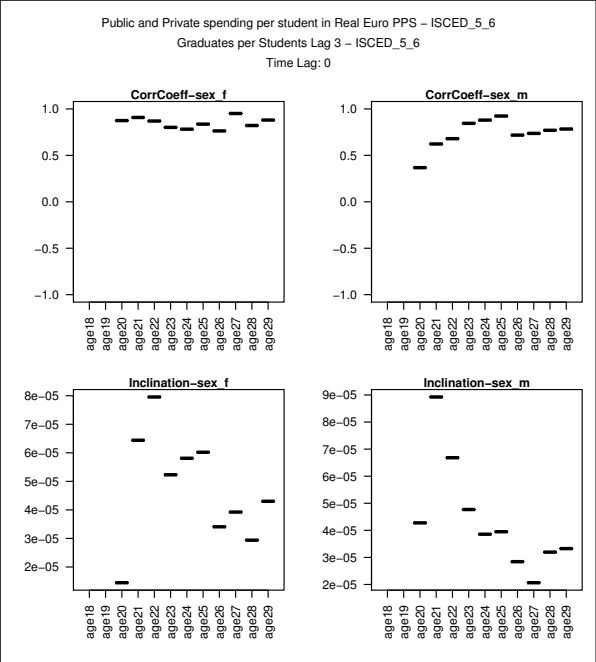 Public and Private spending per student in Real Euro PPS − ISCED_5_6
Graduates per Students Lag 3 − ISCED_5_6
Time Lag: 0
CorrCoeff−sex_f
1.0
0.5
0.0
−0.5
−1.0
age18
age19
age20
age21
age22
age23
age24
age25
age26
age27
age28
age29
CorrCoeff−sex_m
1.0
0.5
0.0
−0.5
−1.0
age18
age19
age20
age21
age22
age23
age24
age25
age26
age27
age28
age29
Inclination−sex_f
8e−05
7e−05
6e−05
5e−05
4e−05
3e−05
2e−05
age18
age19
age20
age21
age22
age23
age24
age25
age26
age27
age28
age29
Inclination−sex_m
9e−05
8e−05
7e−05
6e−05
5e−05
4e−05
3e−05
2e−05
age18
age19
age20
age21
age22
age23
age24
age25
age26
age27
age28
age29